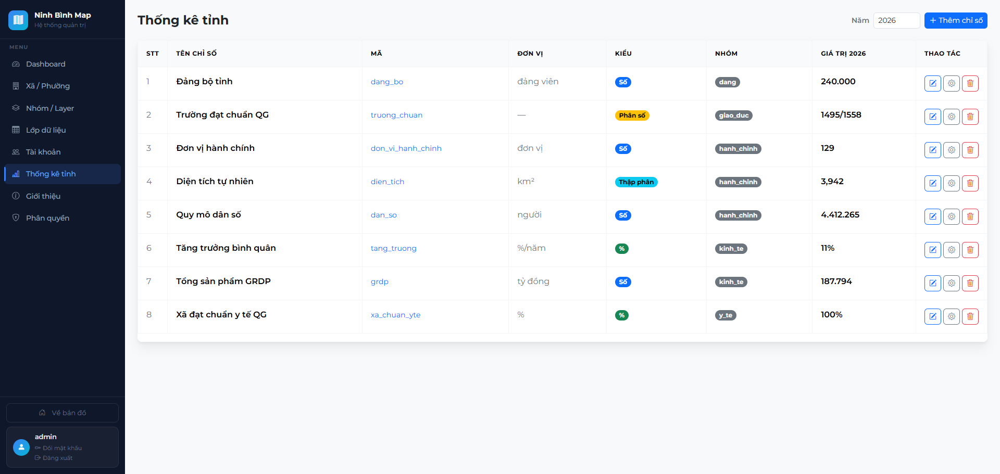 Ninh Bình Map
Hệ thống quản trị
MENU
Dashboard
Xã / Phường
Nhóm / Layer
Lớp dữ liệu
Tài khoản
Thống kê tỉnh
Giới thiệu
Phân quyền
Về bản đồ
admin
Đổi mật khẩu
Đăng xuất
Thống kê tỉnh
Năm 2026 + Thêm chỉ số
STT TÊN CHỈ SỐ MÃ ĐƠN VỊ KIỂU NHÓM GIÁ TRỊ 2026 THAO TÁC
1 Đảng bộ tỉnh dang_bo đảng viên Số dang 240.000
2 Trường đạt chuẩn QG truong_chuan — Phân số giao_duc 1495/1558
3 Đơn vị hành chính don_vi_hanh_chinh đơn vị Số hanh_chinh 129
4 Diện tích tự nhiên dien_tich km² Thập phân hanh_chinh 3,942
5 Quy mô dân số dan_so người Số hanh_chinh 4.412.265
6 Tăng trưởng bình quân tang_truong %/năm % kinh_te 11%
7 Tổng sản phẩm GRDP grdp tỷ đồng Số kinh_te 187.794
8 Xã đạt chuẩn y tế QG xa_chuan_yte % % y_te 100%